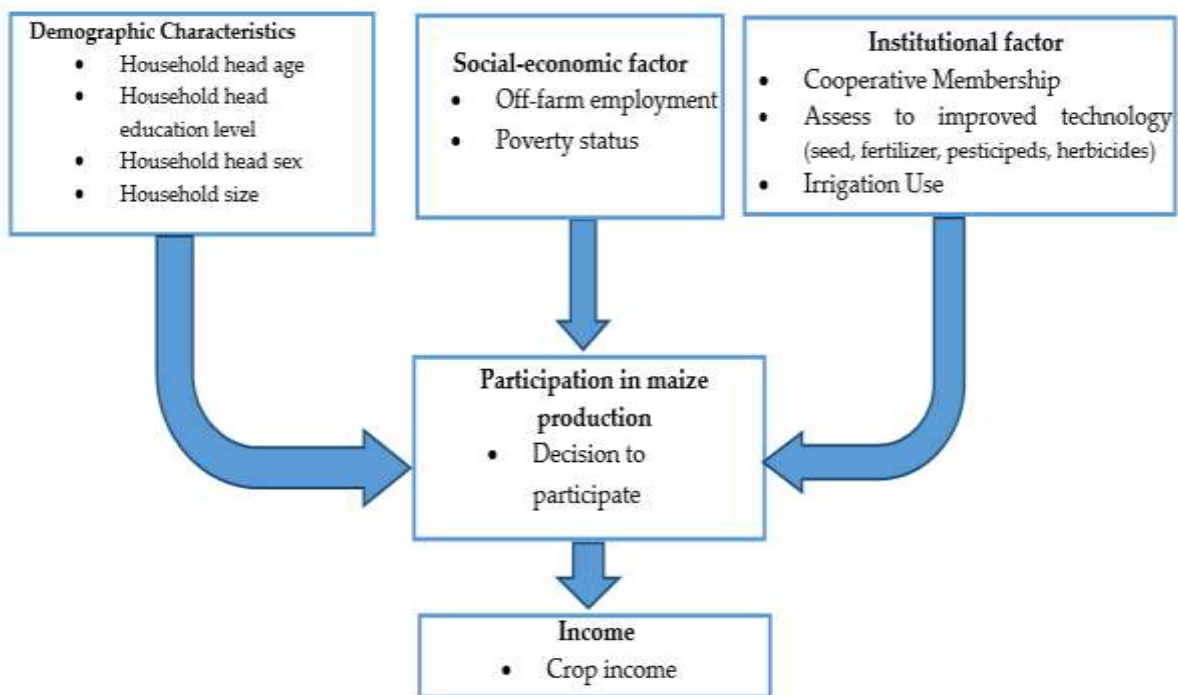 Demographic Characteristics
• Household head age
• Household head
education level
• Household head sex
• Household size
Social-economic factor
• Off-farm employment
• Poverty status
Institutional factor
• Cooperative Membership
• Assess to improved technology
(seed, fertilizer, pesticipeds, herbicides)
• Irrigation Use
Participation in maize
production
• Decision to
participate
Income
• Crop income